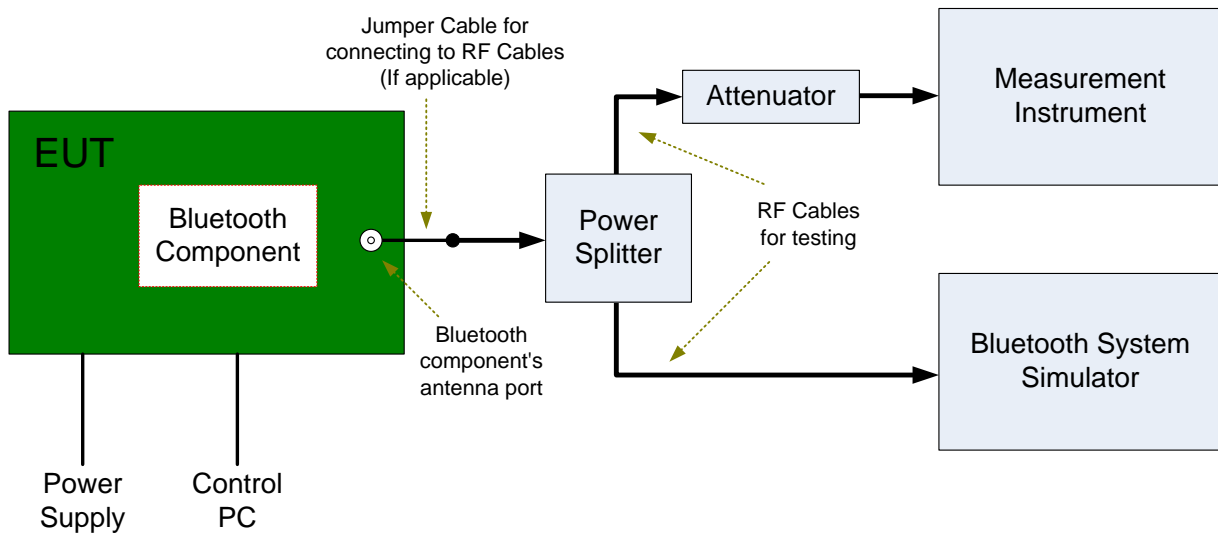 Jumper Cable for
connecting to RF Cables
(If applicable)
EUT
Bluetooth
Component
Bluetooth
component's
antenna port
Power
Supply
Control
PC
Power
Splitter
Attenuator
RF Cables
for testing
Measurement
Instrument
Bluetooth System
Simulator